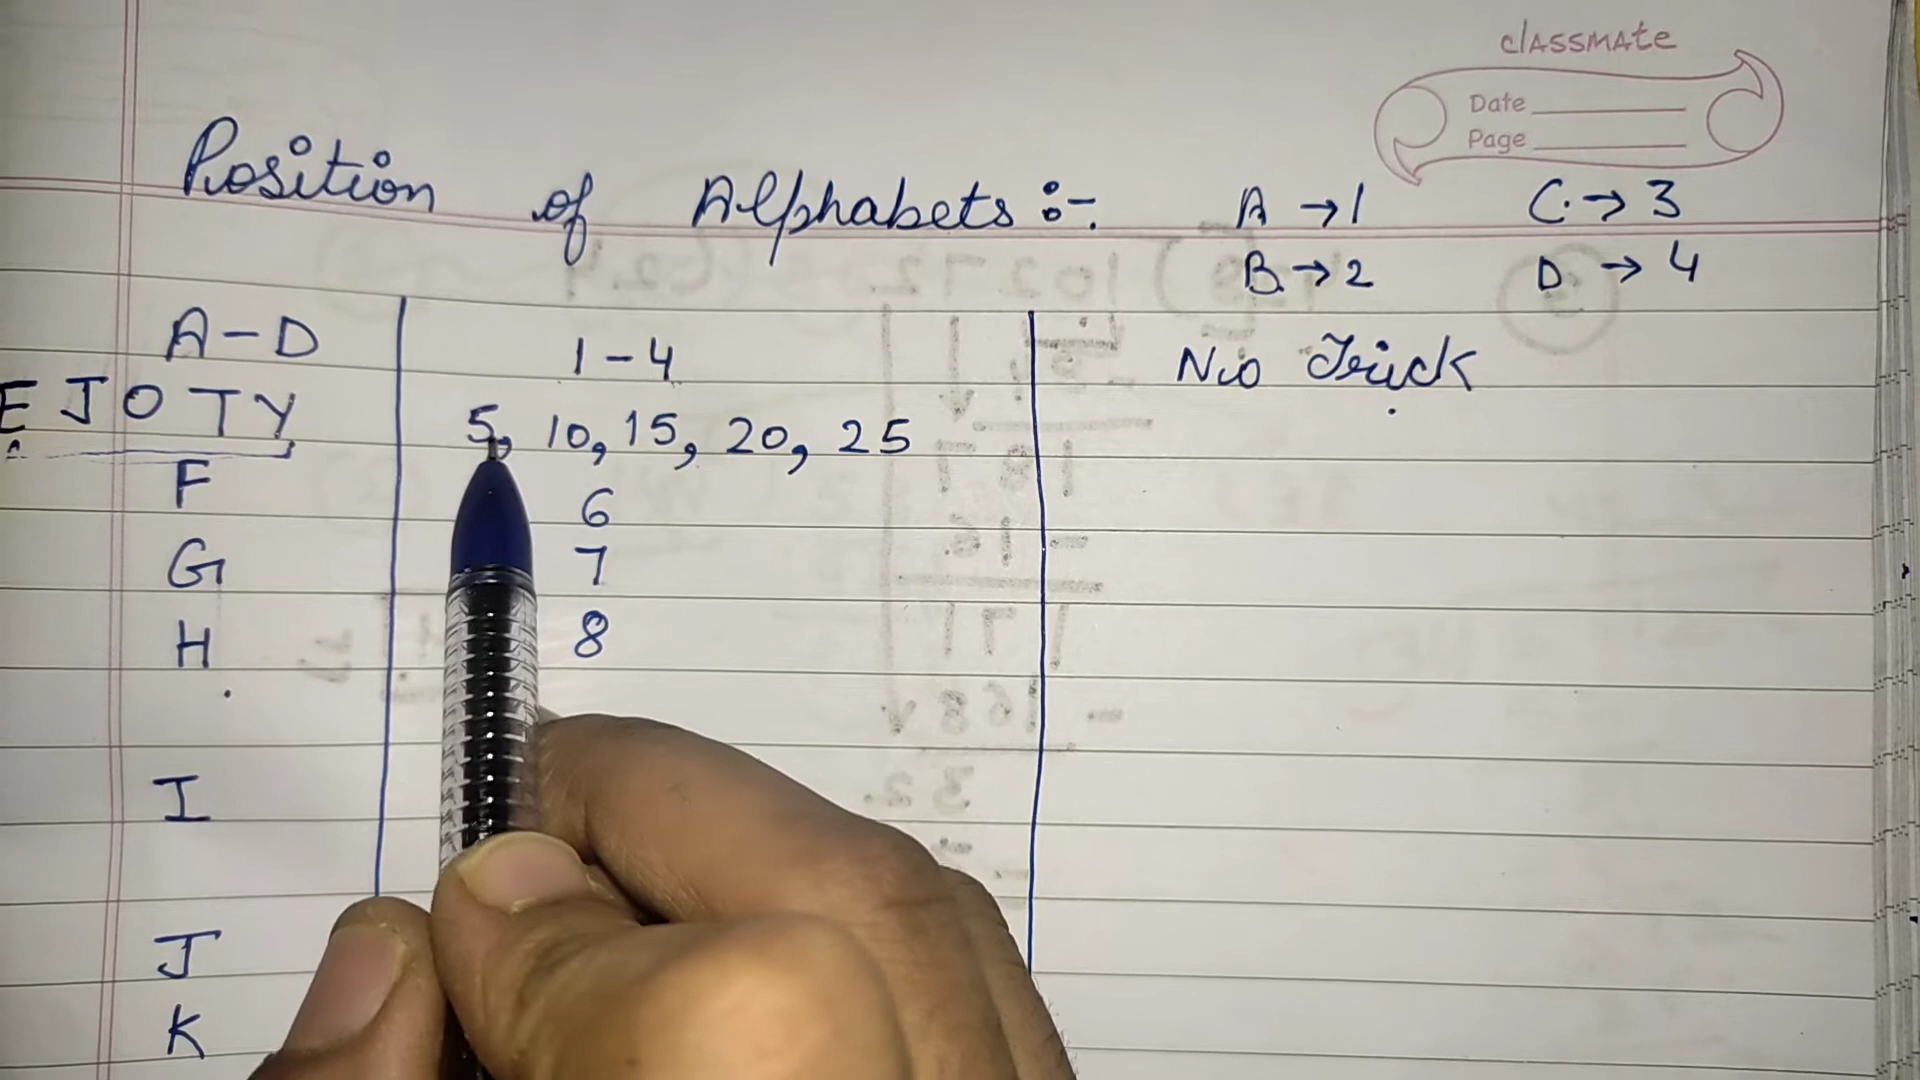 classmate
Date
Page
Position of Alphabets :-
A → 1 C → 3
B → 2 D → 4
A - D 1 - 4 No Trick
E J O T Y 5, 10, 15, 20, 25
F 6
G 7
H 8
I
J
K